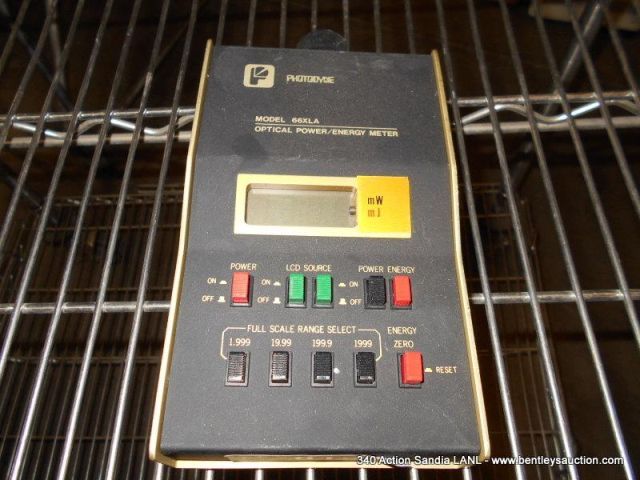 PHOTODYNE
MODEL 66XLA
OPTICAL POWER/ENERGY METER
mW
mJ
POWER LCD SOURCE POWER ENERGY
ON ON ON
OFF OFF OFF
FULL SCALE RANGE SELECT ENERGY
1.999 19.99 199.9 1999 ZERO
RESET
340 Action Sandia LANL - www.bentleysauction.com